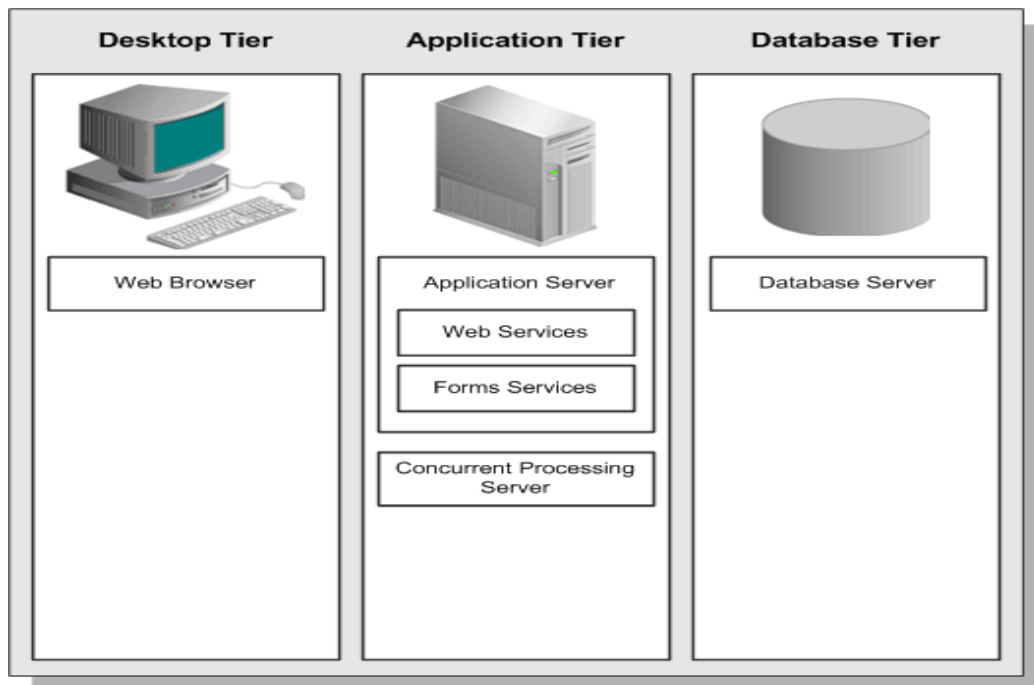 Desktop Tier
Application Tier
Database Tier
Web Browser
Application Server
Web Services
Forms Services
Concurrent Processing
Server
Database Server